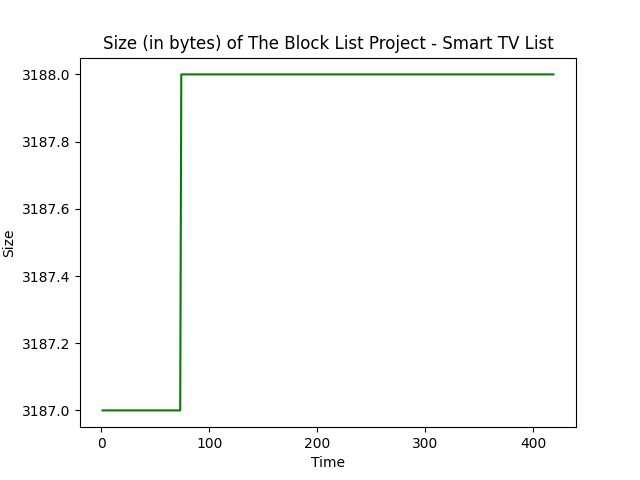 Size (in bytes) of The Block List Project - Smart TV List
3188.0
3187.8
3187.6
3187.4
3187.2
3187.0
Size
0 100 200 300 400
Time